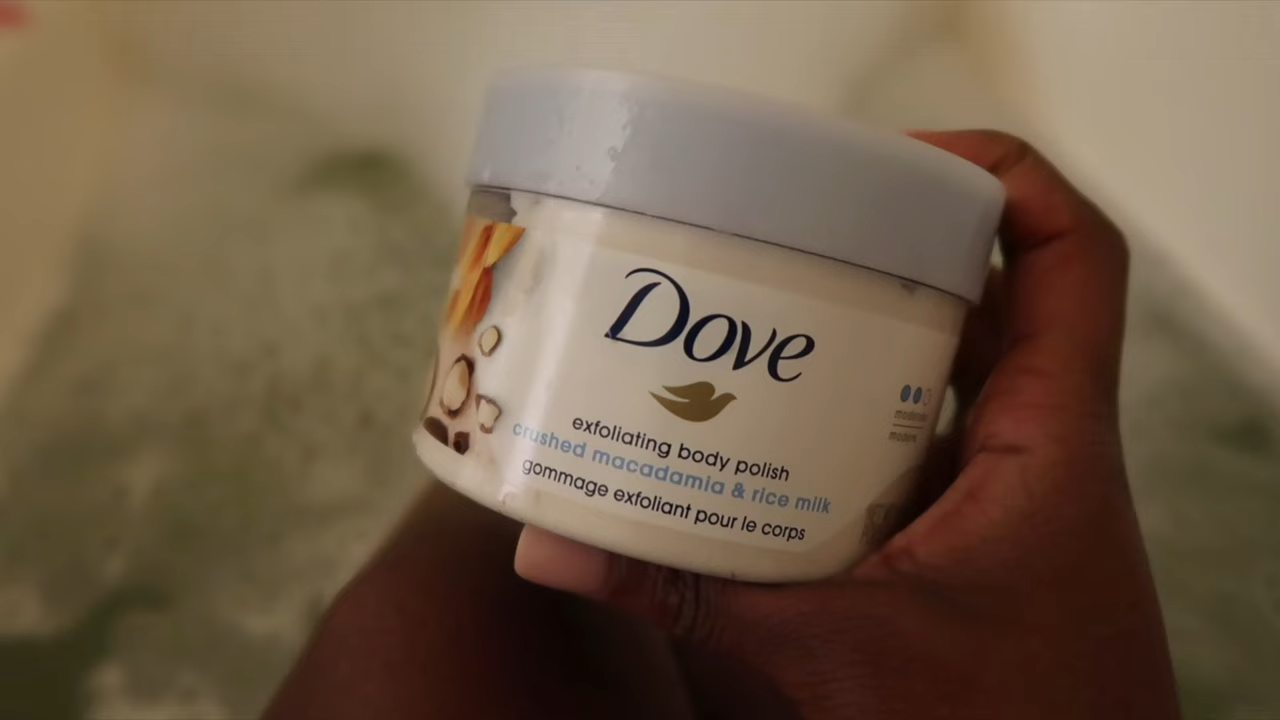 Dove
exfoliating body polish
crushed macadamia & rice milk
gommage exfoliant pour le corps